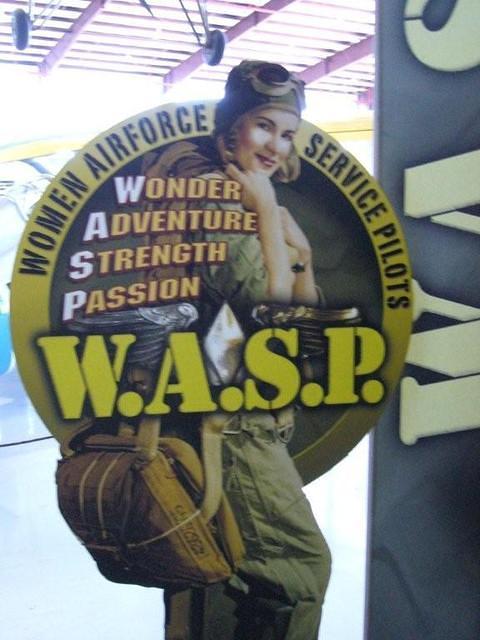 WOMEN AIRFORCE SERVICE PILOTS
WONDER
ADVENTURE
STRENGTH
PASSION
W.A.S.P.